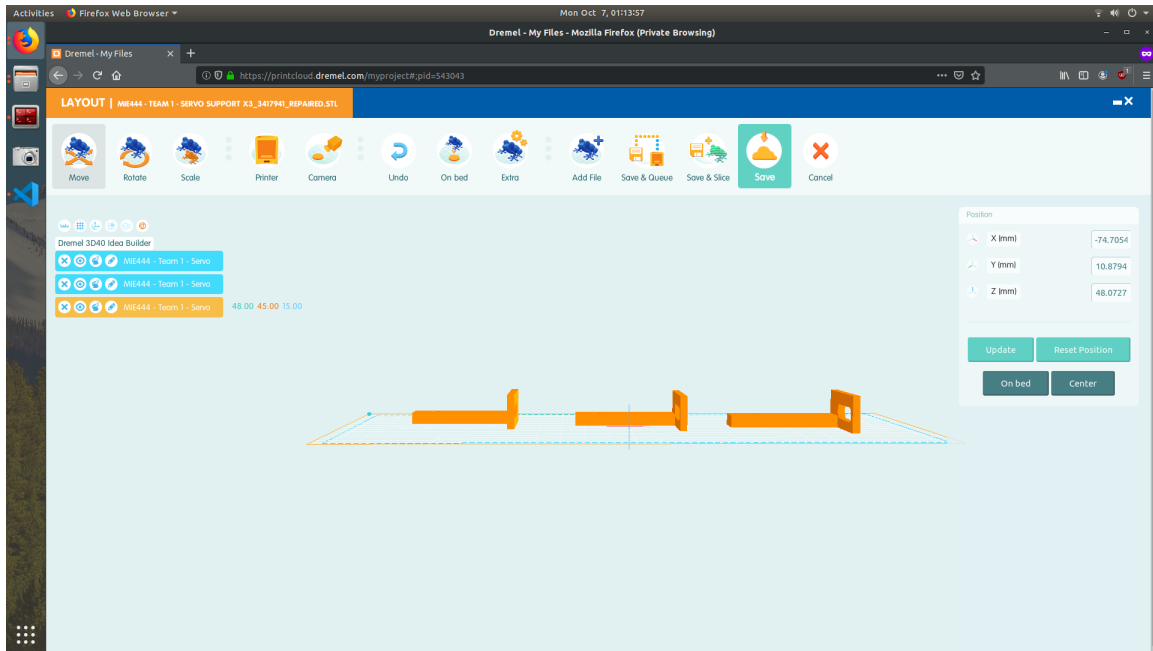 Activities Firefox Web Browser Mon Oct 7, 01:13:57
Dremel - My Files - Mozilla Firefox (Private Browsing)
Dremel - My Files
https://printcloud.dremel.com/myproject#:pid=543043
LAYOUT | MIE444 - TEAM 1 - SERVO SUPPORT X3_3417941_REPAIRED.STL
Move Rotate Scale Printer Camera Undo On bed Extra Add File Save & Queue Save & Slice Save Cancel
Position
X (mm) -74.7054
Dremel 3D40 Idea Builder
MIE444 - Team 1 - Servo
Y (mm) 10.8794
MIE444 - Team 1 - Servo
Z (mm) 48.0727
MIE444 - Team 1 - Servo 48.00 45.00 15.00
Update Reset Position
On bed Center